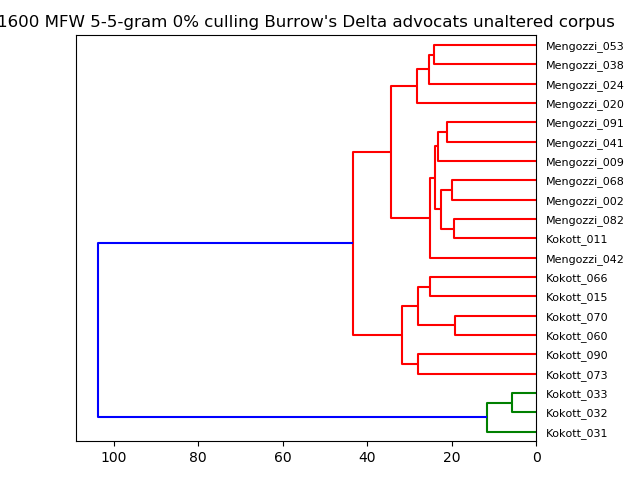 1600 MFW 5-5-gram 0% culling Burrow's Delta advocats unaltered corpus
Mengozzi_053
Mengozzi_038
Mengozzi_024
Mengozzi_020
Mengozzi_091
Mengozzi_041
Mengozzi_009
Mengozzi_068
Mengozzi_002
Mengozzi_082
Kokott_011
Mengozzi_042
Kokott_066
Kokott_015
Kokott_070
Kokott_060
Kokott_090
Kokott_073
Kokott_033
Kokott_032
Kokott_031
100 80 60 40 20 0